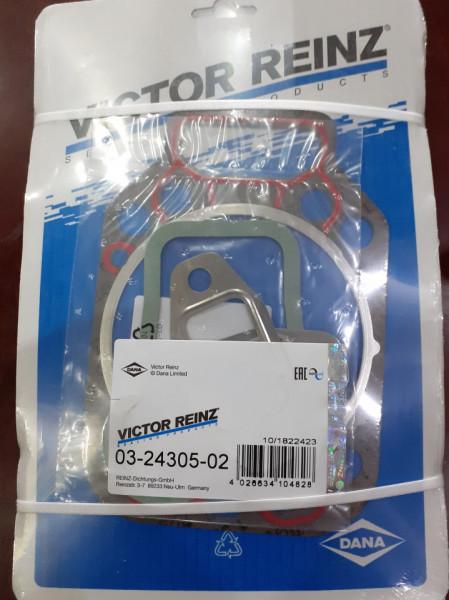 VICTOR REINZ
PRODUCTS
DANA
Victor Reinz
© Dana Limited
EAC
VICTOR REINZ
03-24305-02
10/1822423
REINZ-Dichtungs-GmbH
Reinzstr. 3-7 89233 Neu-Ulm Germany
4 026634 104828
DANA